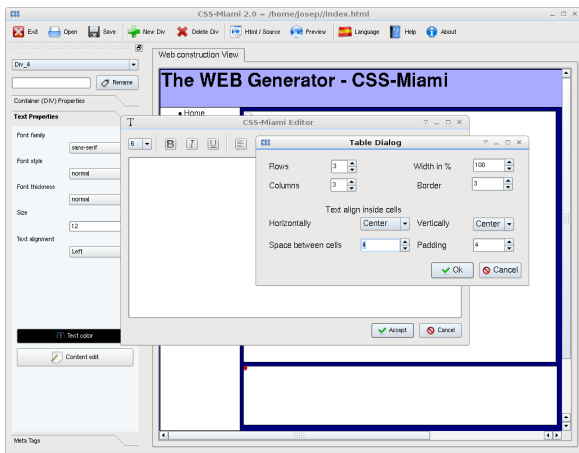 CSS CSS-Miami 2.0 ~ /home/josep//index.html
Exit Open Save New Div Delete Div Html / Source Preview Language Help About
Web construction View
Div_4
The WEB Generator - CSS-Miami
Rename
Container (DIV) Properties
Home
Text Properties
T CSS-Miami Editor
6 B I U
CSS Table Dialog
Font family
sans-serif
Font style
normal
Font thickness
normal
Size
12
Text alignment
Left
Rows 3 Width in % 100
Columns 3 Border 3
Text align inside cells
Horizontally Center Vertically Center
Space between cells 4 Padding 4
Ok Cancel
Accept Cancel
Text color
Content edit
Meta Tags